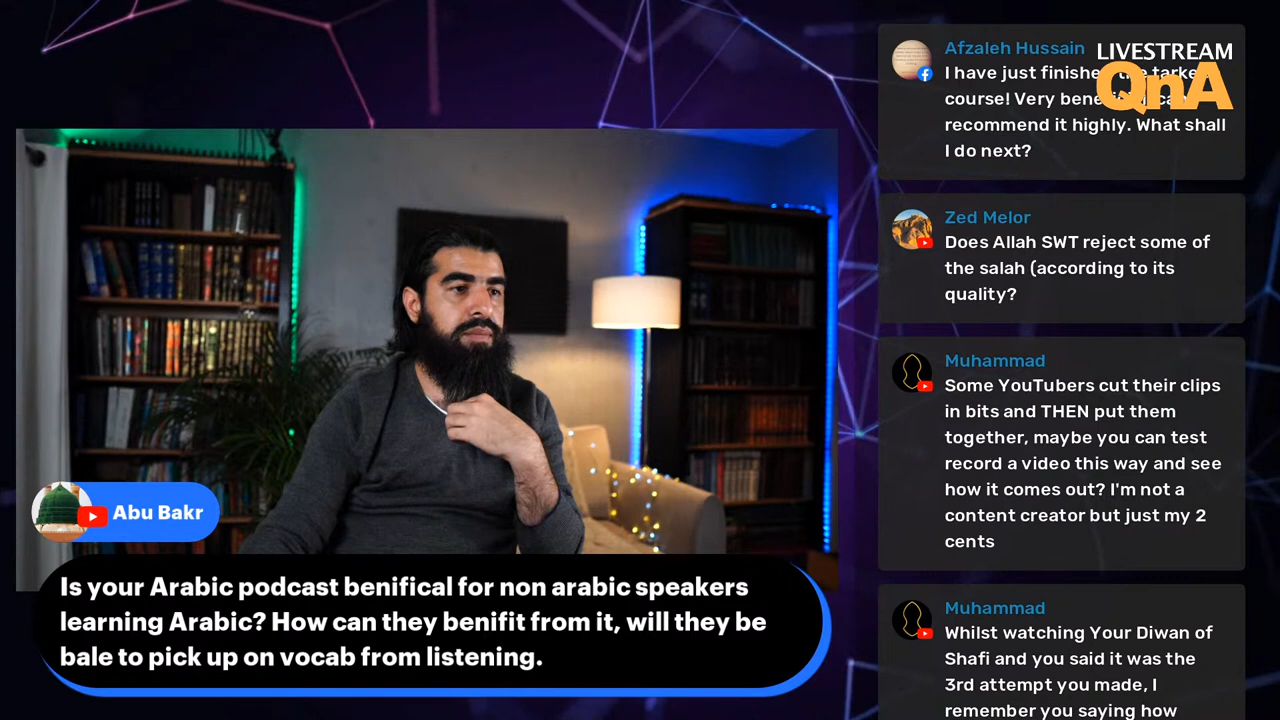 Afzaleh Hussain
I have just finished the
course! Very
recommend it highly. What shall
I do next?
LIVESTREAM
QnA
Zed Melor
Does Allah SWT reject some of
the salah (according to its
quality?
Muhammad
Some YouTubers cut their clips
in bits and THEN put them
together, maybe you can test
record a video this way and see
how it comes out? I'm not a
content creator but just my 2
cents
Muhammad
Whilst watching Your Diwan of
Shafi and you said it was the
3rd attempt you made, I
remember you saying how
Abu Bakr
Is your Arabic podcast benifical for non arabic speakers
learning Arabic? How can they benifit from it, will they be
bale to pick up on vocab from listening.